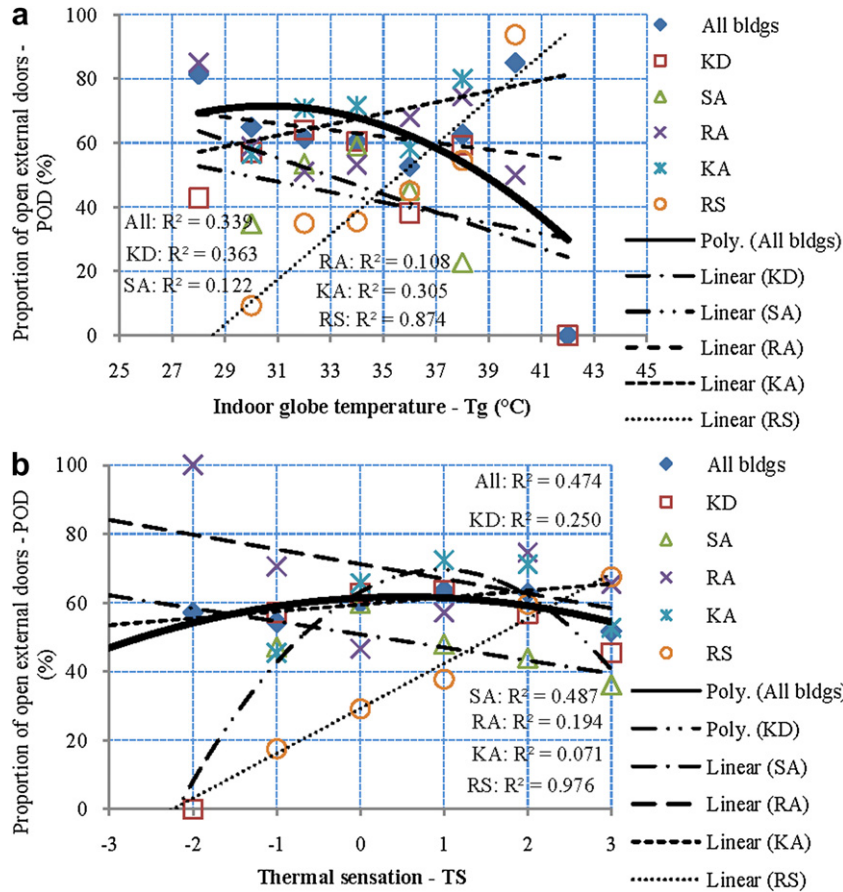 a
Proportion of open external doors -
POD (%)
100
80
60
40
20
0
All: R² = 0.339
KD: R² = 0.363
SA: R² = 0.122
RA: R² = 0.108
KA: R² = 0.305
RS: R² = 0.874
25 27 29 31 33 35 37 39 41 43 45
Indoor globe temperature - Tg (°C)
All bldgs
KD
SA
RA
KA
RS
Poly. (All bldgs)
Linear (KD)
Linear (SA)
Linear (RA)
Linear (KA)
Linear (RS)
b
Proportion of open external doors - POD
(%)
100
80
60
40
20
0
All: R² = 0.474
KD: R² = 0.250
SA: R² = 0.487
RA: R² = 0.194
KA: R² = 0.071
RS: R² = 0.976
-3 -2 -1 0 1 2 3
Thermal sensation - TS
All bldgs
KD
SA
RA
KA
RS
Poly. (All bldgs)
Poly. (KD)
Linear (SA)
Linear (RA)
Linear (KA)
Linear (RS)